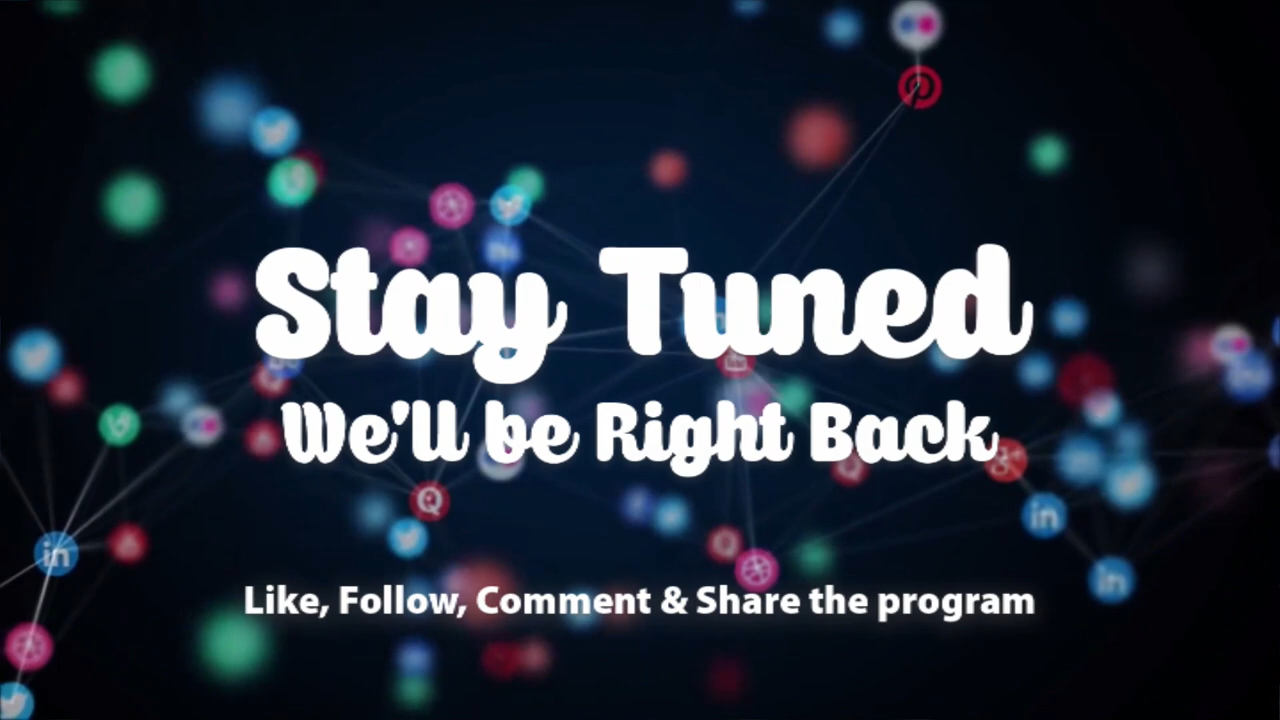 Stay Tuned
We'll be Right Back
Like, Follow, Comment & Share the program